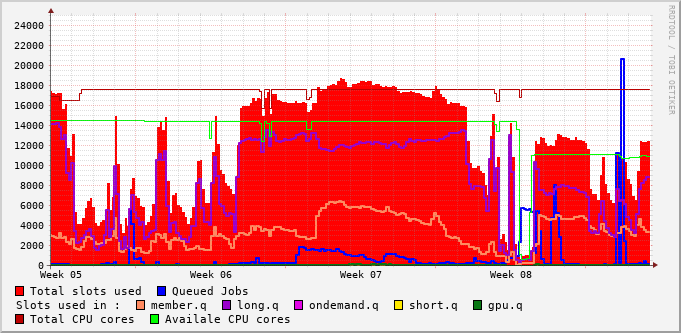 RRDTOOL / TOBI OETIKER
24000
22000
20000
18000
16000
14000
12000
10000
8000
6000
4000
2000
0
Week 05 Week 06 Week 07 Week 08
Total slots used Queued Jobs
Slots used in : member.q long.q ondemand.q short.q gpu.q
Total CPU cores Availale CPU cores